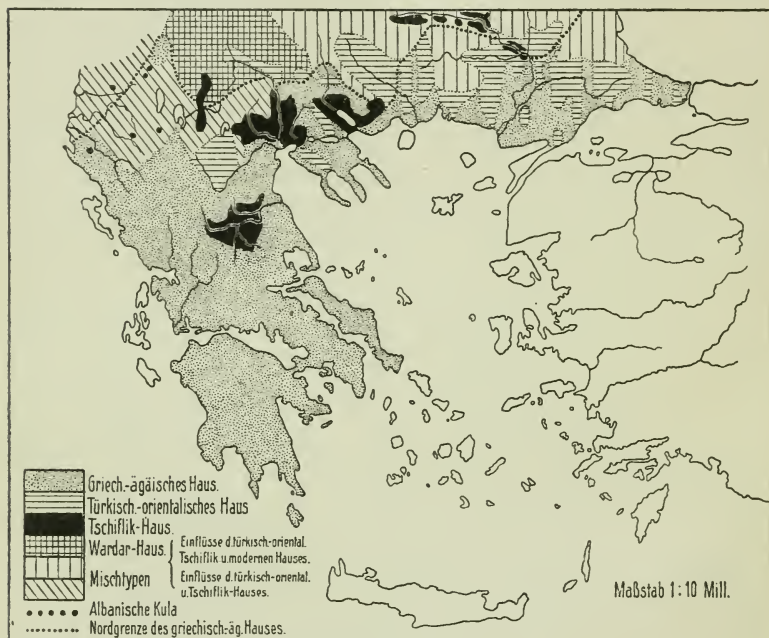 Griech.-ägäisches Haus.
Türkisch.-orientalisches Haus
Tschiflik-Haus.
Wardar-Haus.
Einflüsse d.türkisch-oriental.
Tschiflik u.modernen Hauses.
Mischtypen
Einflüsse d.türkisch-oriental.
u.Tschiflik-Hauses.
Albanische Kula
Nordgrenze des griechisch-äg.Hauses.
Maßstab 1:10 Mill.